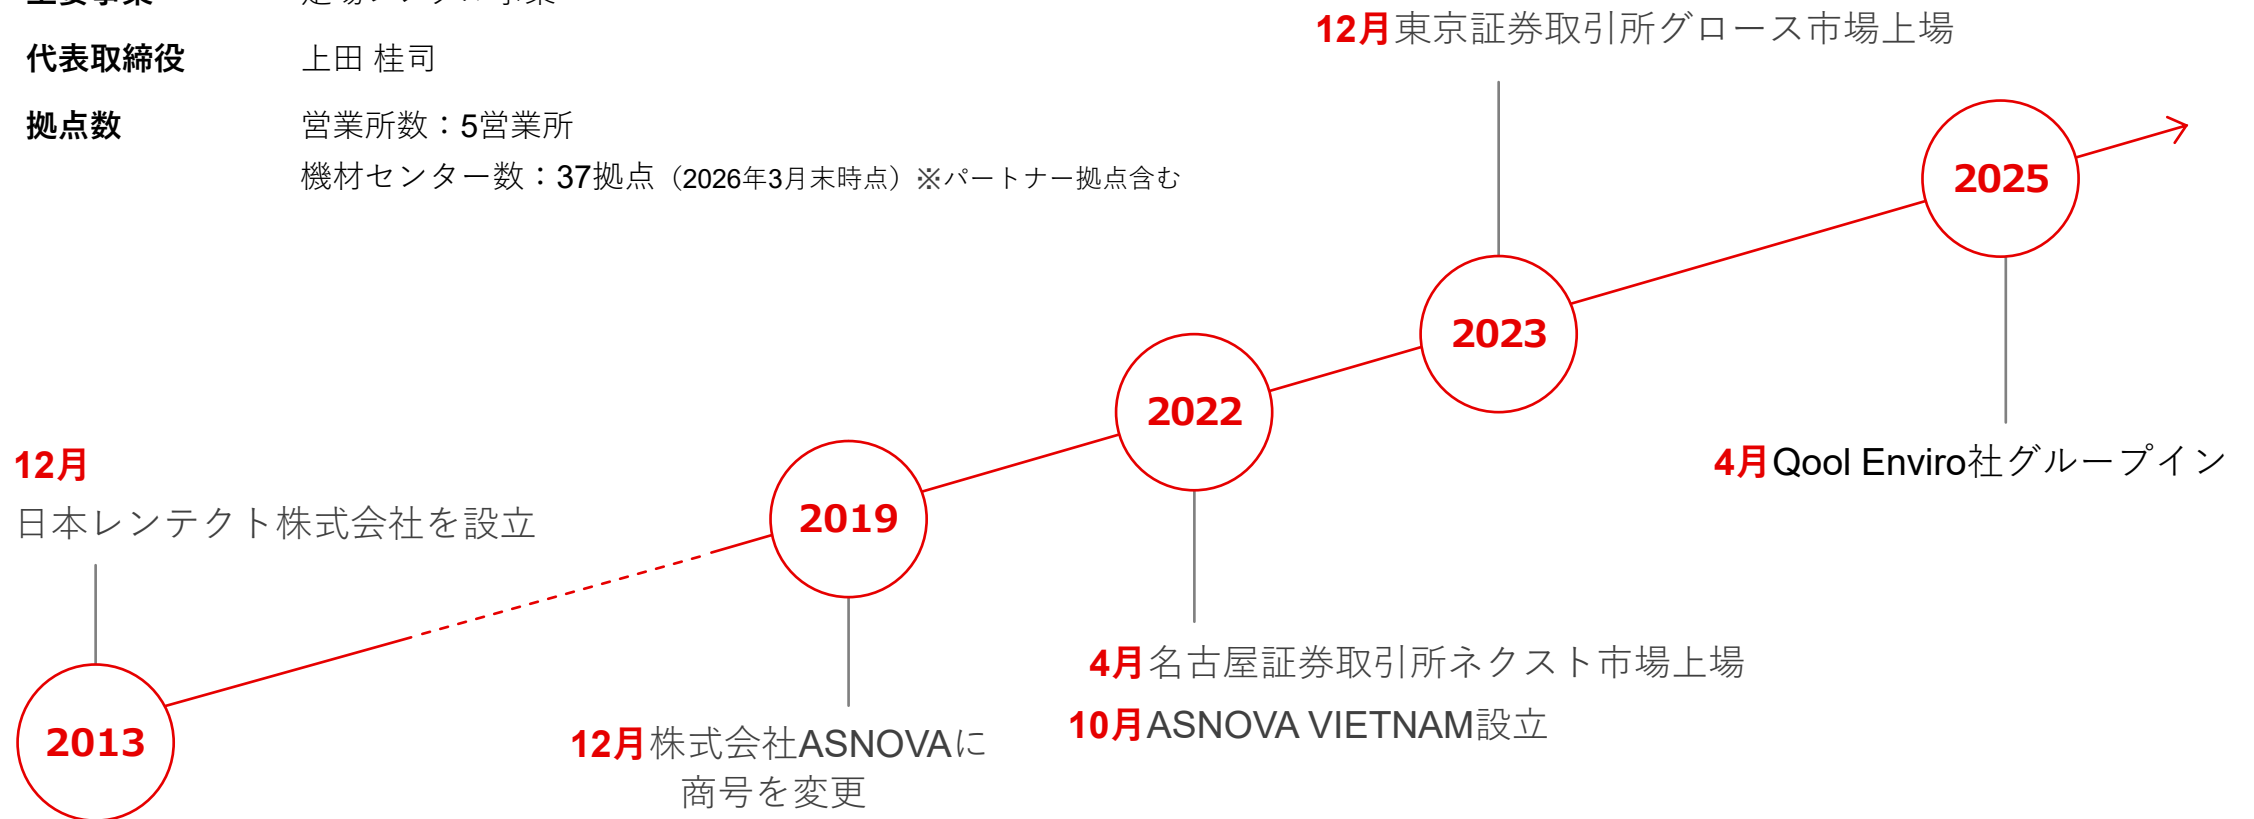 代表取締役 上田 桂司
拠点数 営業所数：5営業所
機材センター数：37拠点（2026年3月末時点）※パートナー拠点含む
12月東京証券取引所グロース市場上場
2025
2023
2022
4月Qool Enviro社グループイン
12月
日本レンテクト株式会社を設立
2019
4月名古屋証券取引所ネクスト市場上場
10月ASNOVA VIETNAM設立
2013
12月株式会社ASNOVAに
商号を変更